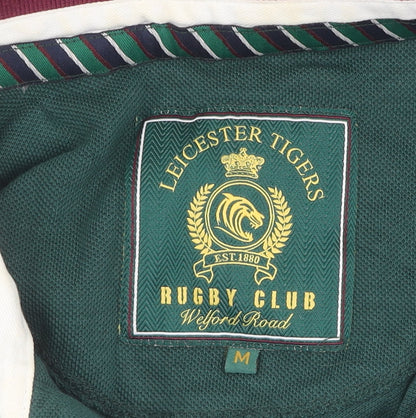 LEICESTER TIGERS
EST. 1880
RUGBY CLUB
Welford Road
M